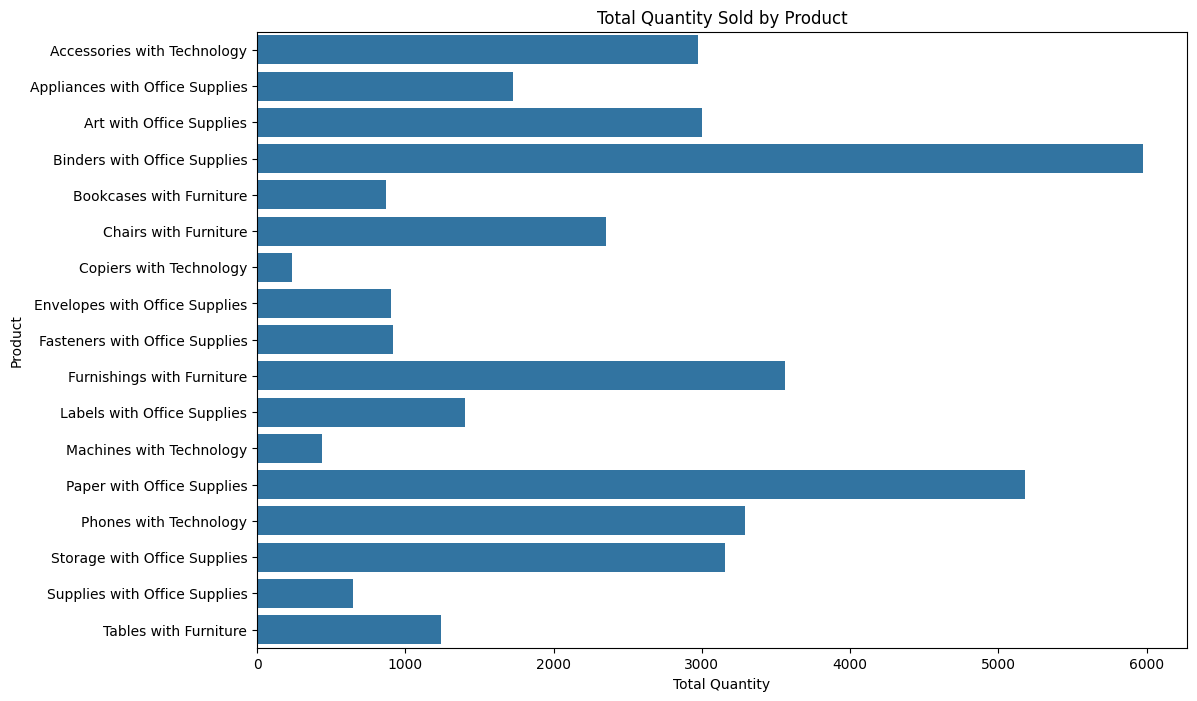 Total Quantity Sold by Product
Product
Accessories with Technology
Appliances with Office Supplies
Art with Office Supplies
Binders with Office Supplies
Bookcases with Furniture
Chairs with Furniture
Copiers with Technology
Envelopes with Office Supplies
Fasteners with Office Supplies
Furnishings with Furniture
Labels with Office Supplies
Machines with Technology
Paper with Office Supplies
Phones with Technology
Storage with Office Supplies
Supplies with Office Supplies
Tables with Furniture
0 1000 2000 3000 4000 5000 6000
Total Quantity